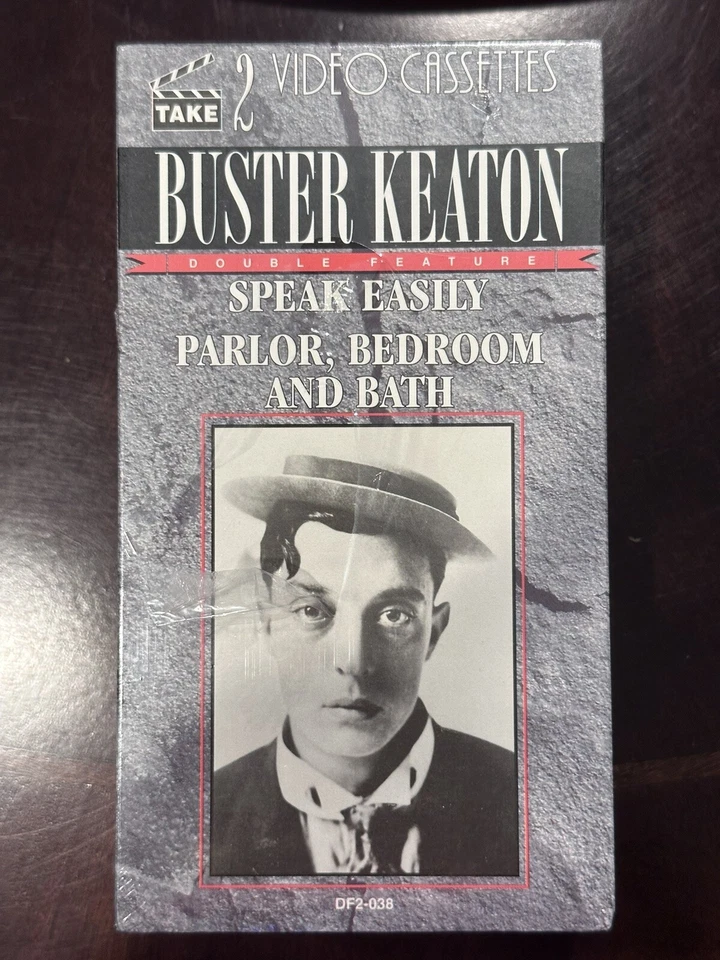 TAKE 2 VIDEO CASSETTES
BUSTER KEATON
DOUBLE FEATURE
SPEAK EASILY
PARLOR, BEDROOM
AND BATH
DF2-038